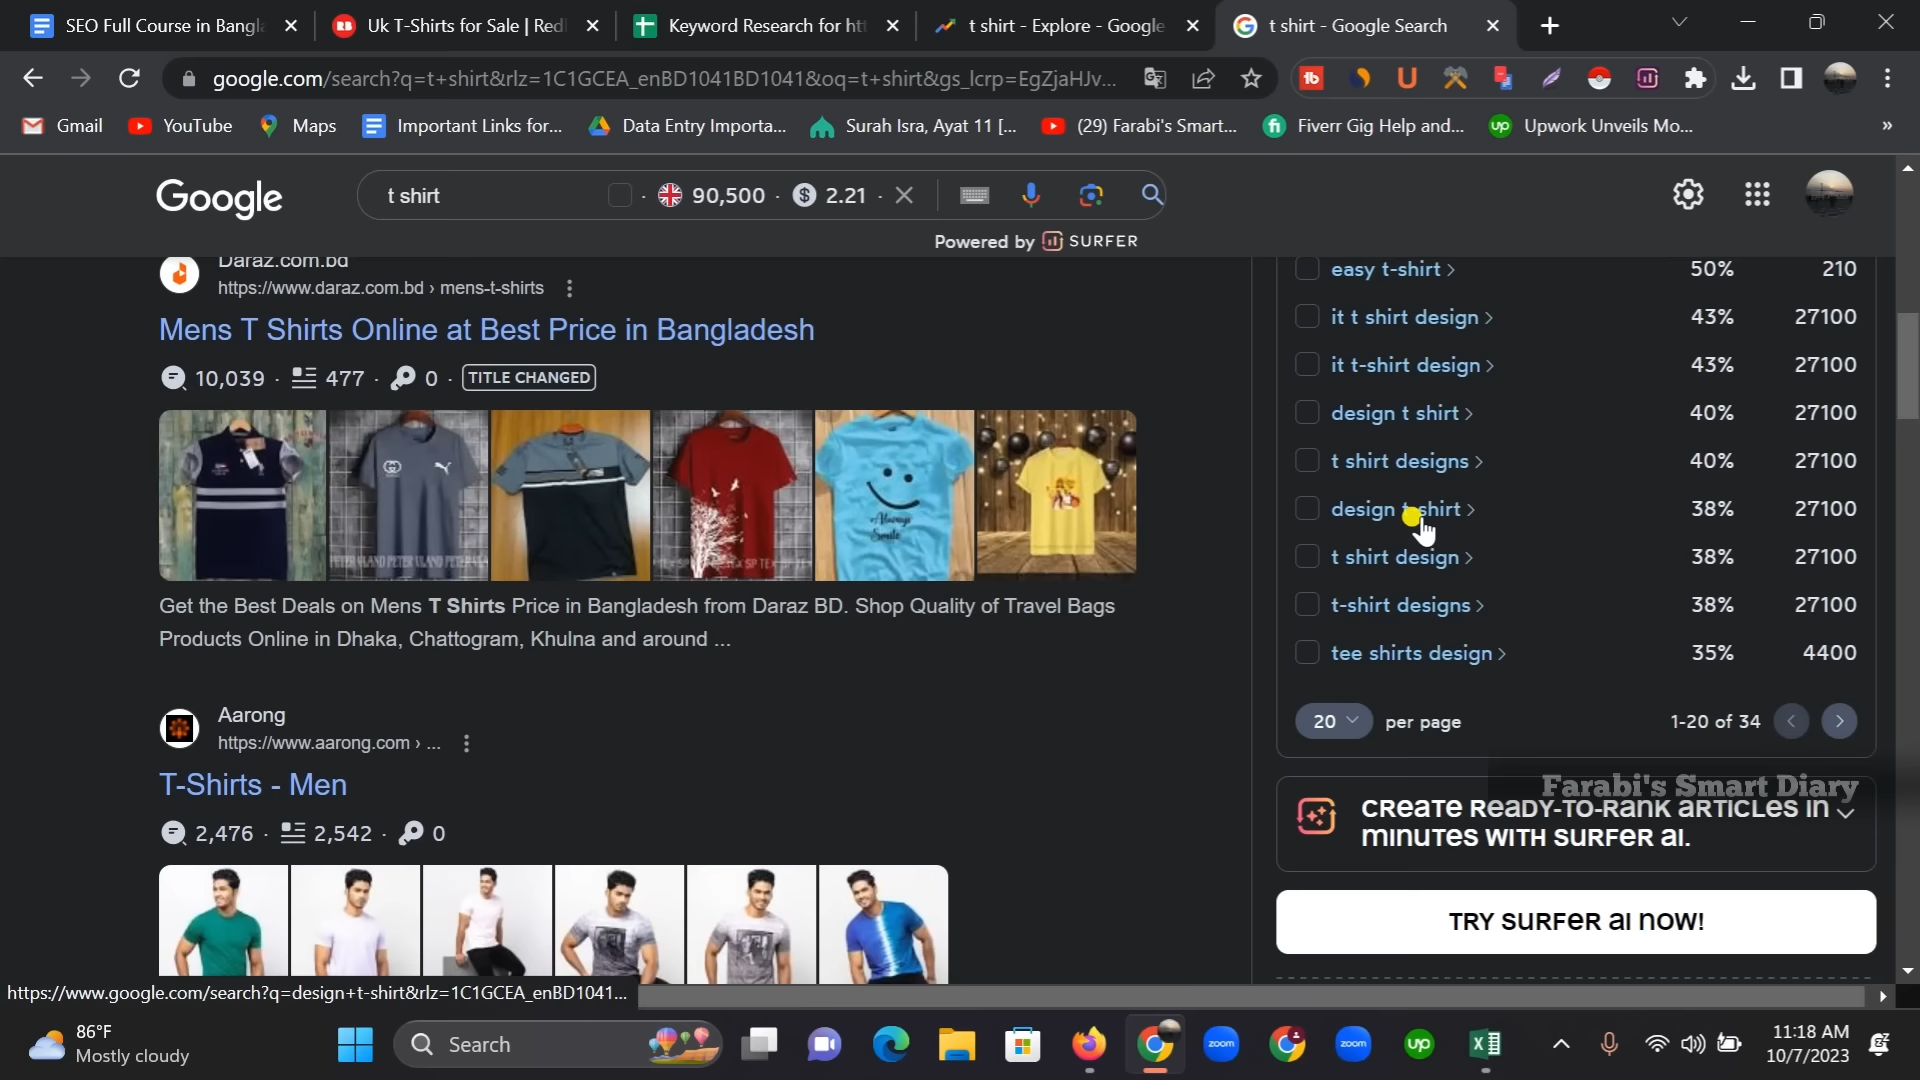 SEO Full Course in Bangla
Uk T-Shirts for Sale | Red
Keyword Research for htt
t shirt - Explore - Google
t shirt - Google Search
google.com/search?q=t+shirt&rlz=1C1GCEA_enBD1041BD1041&oq=t+shirt&gs_lcrp=EgZjaHJv...
Gmail
YouTube
Maps
Important Links for...
Data Entry Importa...
Surah Isra, Ayat 11 [...
(29) Farabi's Smart...
Fiverr Gig Help and...
Upwork Unveils Mo...
»
Google
t shirt
· 90,500 · $ 2.21 ·
Powered by SURFER
Daraz.com.bd
https://www.daraz.com.bd › mens-t-shirts
Mens T Shirts Online at Best Price in Bangladesh
10,039 · 477 · 0 · TITLE CHANGED
Always
Smile
Get the Best Deals on Mens T Shirts Price in Bangladesh from Daraz BD. Shop Quality of Travel Bags
Products Online in Dhaka, Chattogram, Khulna and around ...
Aarong
https://www.aarong.com › ...
T-Shirts - Men
2,476 · 2,542 · 0
easy t-shirt > 50% 210
it t shirt design > 43% 27100
it t-shirt design > 43% 27100
design t shirt > 40% 27100
t shirt designs > 40% 27100
design t-shirt > 38% 27100
t shirt design > 38% 27100
t-shirt designs > 38% 27100
tee shirts design > 35% 4400
20 per page 1-20 of 34
Farabi's Smart Diary
CREATE READY-TO-RANK ARTICLES IN
MINUTES WITH SURFER AI.
TRY SURFER AI NOW!
https://www.google.com/search?q=design+t-shirt&rlz=1C1GCEA_enBD1041...
86°F
Mostly cloudy
Search
zoom
zoom
up
11:18 AM
10/7/2023